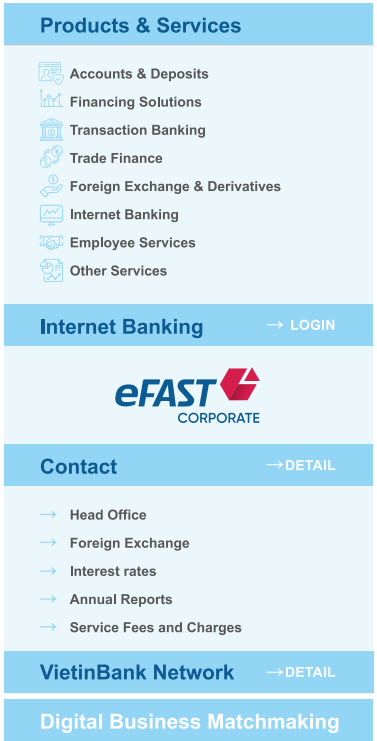 Products & Services
Accounts & Deposits
Financing Solutions
Transaction Banking
Trade Finance
Foreign Exchange & Derivatives
Internet Banking
Employee Services
Other Services
Internet Banking → LOGIN
eFAST
CORPORATE
Contact → DETAIL
→ Head Office
→ Foreign Exchange
→ Interest rates
→ Annual Reports
→ Service Fees and Charges
VietinBank Network → DETAIL
Digital Business Matchmaking